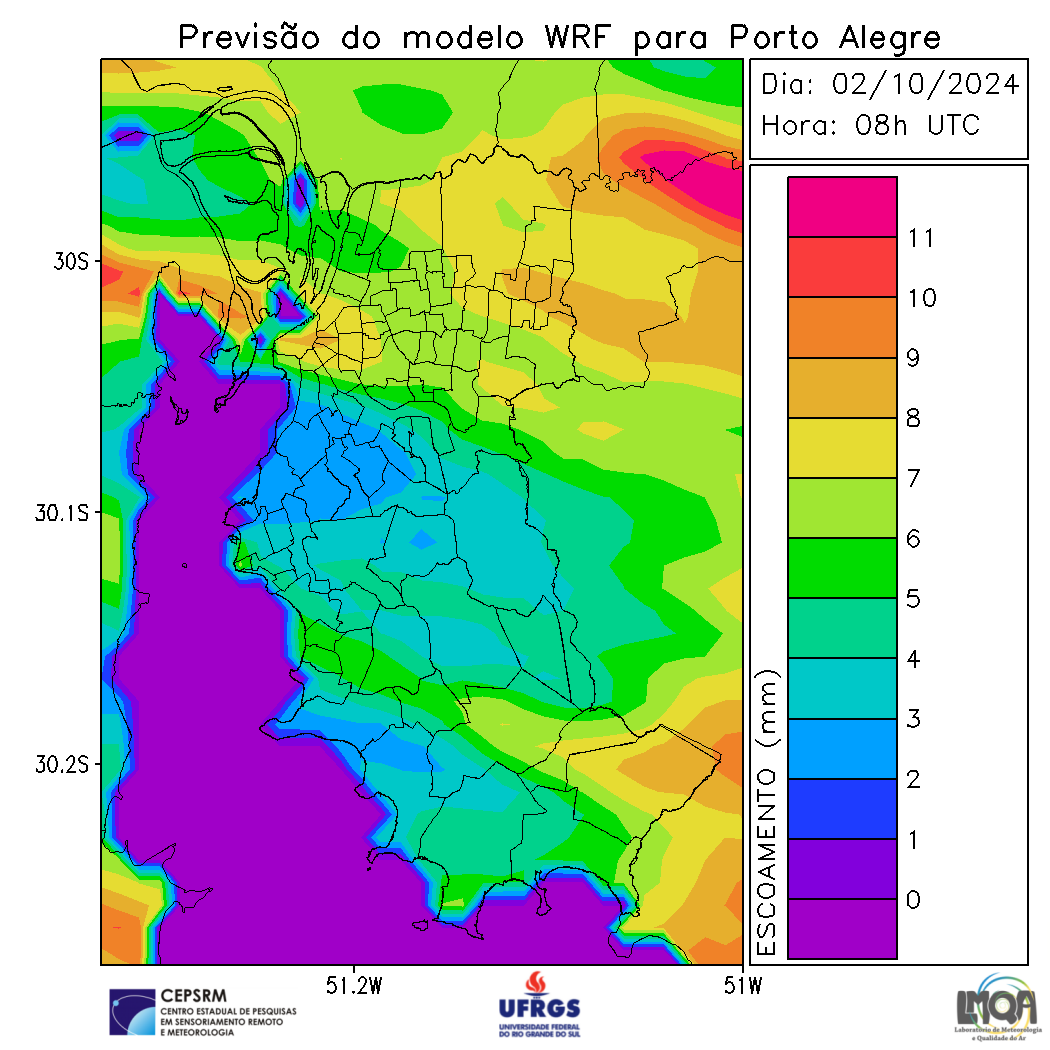 Previsão do modelo WRF para Porto Alegre
Dia: 02/10/2024
Hora: 08h UTC
30S
30.1S
30.2S
51.2W
51W
ESCOAMENTO (mm)
11
10
9
8
7
6
5
4
3
2
1
0
CEPSRM
CENTRO ESTADUAL DE PESQUISAS
EM SENSORIAMENTO REMOTO
E METEOROLOGIA
UFRGS
UNIVERSIDADE FEDERAL
DO RIO GRANDE DO SUL
LMQA
Laboratório de Meteorologia
e Qualidade do Ar